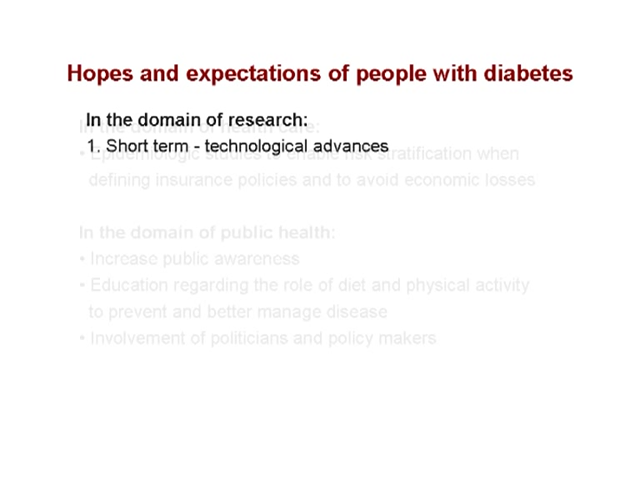 Hopes and expectations of people with diabetes
In the domain of research:
In the domain of health care:
1. Short term - technological advances
• Epidemiologic studies to enable risk stratification when
defining insurance policies and to avoid economic losses
In the domain of public health:
• Increase public awareness
• Education regarding the role of diet and physical activity
to prevent and better manage disease
• Involvement of politicians and policy makers